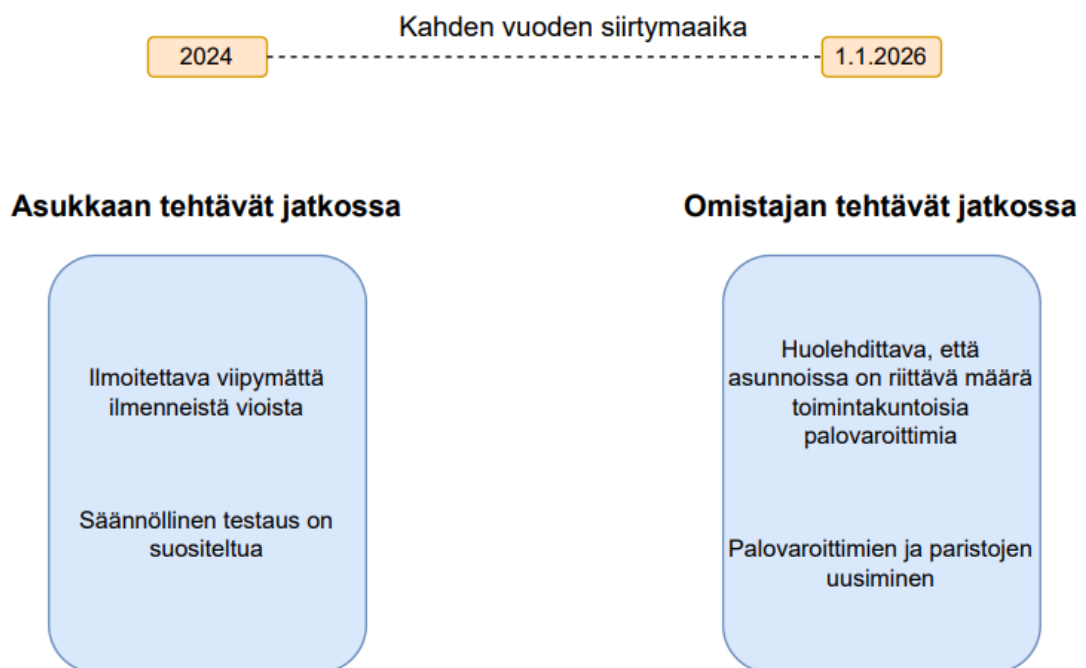 Kahden vuoden siirtymaaika
2024
1.1.2026
Asukkaan tehtävät jatkossa
Ilmoitettava viipymättä
ilmenneistä vioista
Säännöllinen testaus on
suositeltua
Omistajan tehtävät jatkossa
Huolehdittava, että
asunnoissa on riittävä määrä
toimintakuntoisia
palovaroittimia
Palovaroittimien ja paristojen
uusiminen